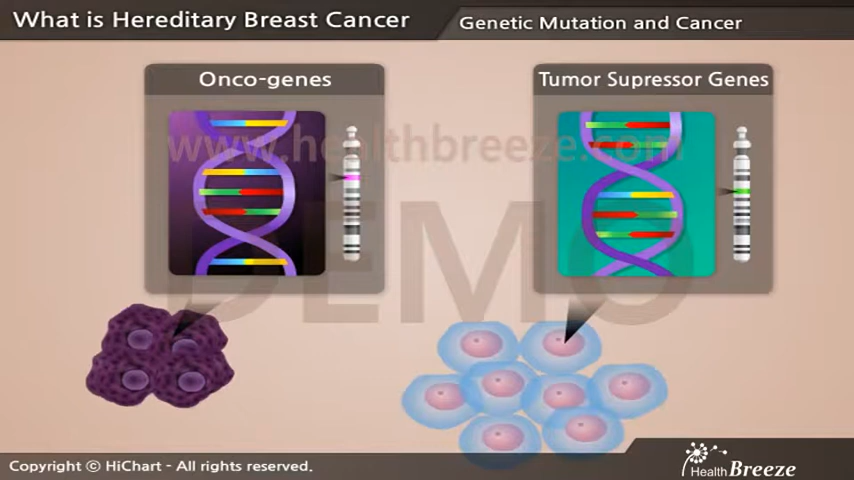 What is Hereditary Breast Cancer
Genetic Mutation and Cancer
Onco-genes
Tumor Supressor Genes
www.healthbreeze.com
DEMO
Copyright © HiChart - All rights reserved.
Health Breeze